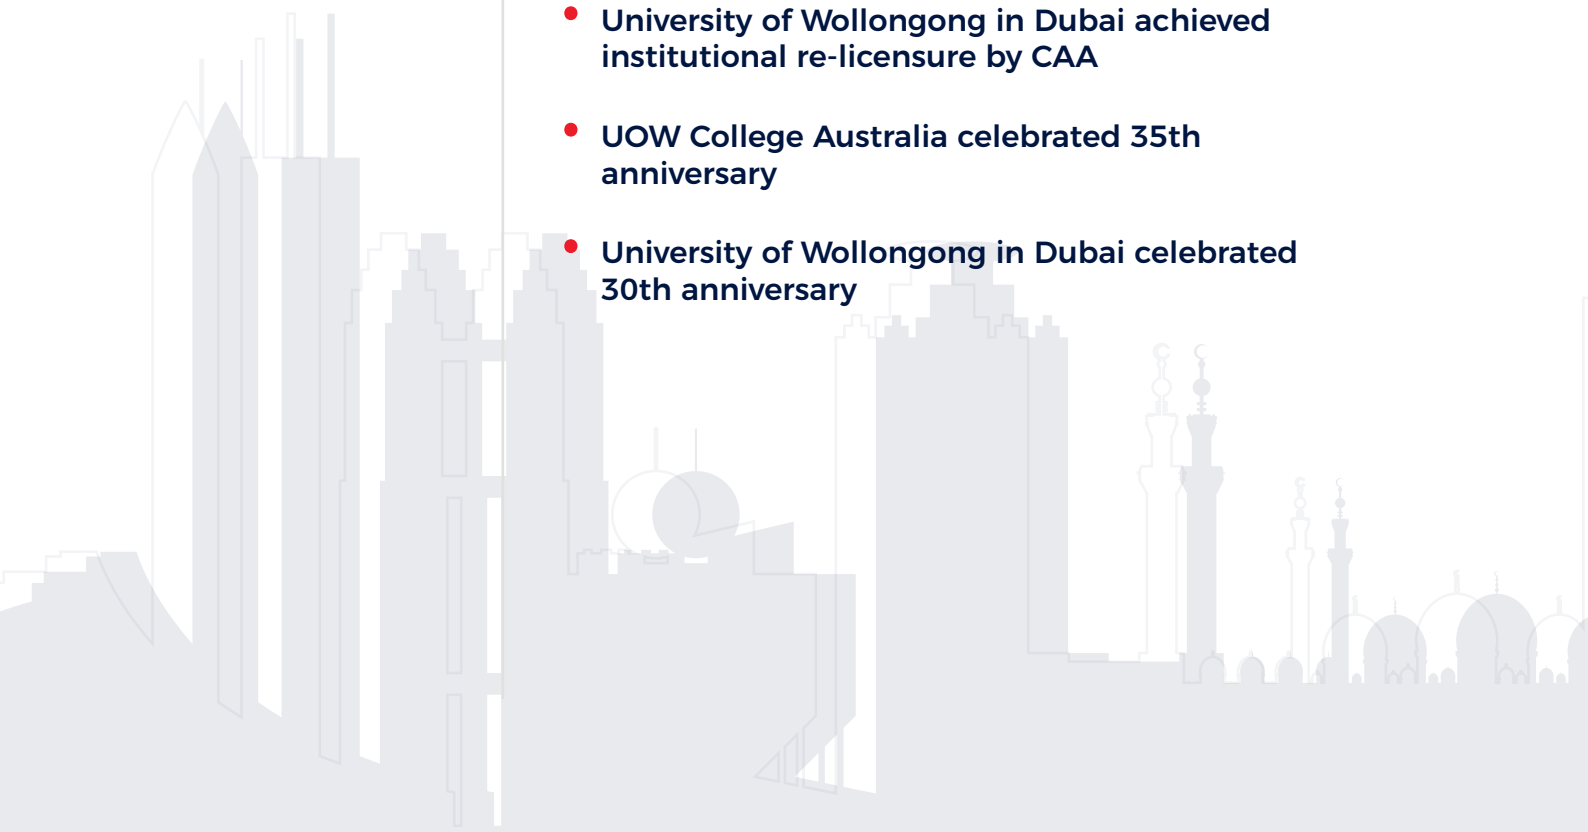 • University of Wollongong in Dubai achieved
institutional re-licensure by CAA
• UOW College Australia celebrated 35th
anniversary
• University of Wollongong in Dubai celebrated
30th anniversary